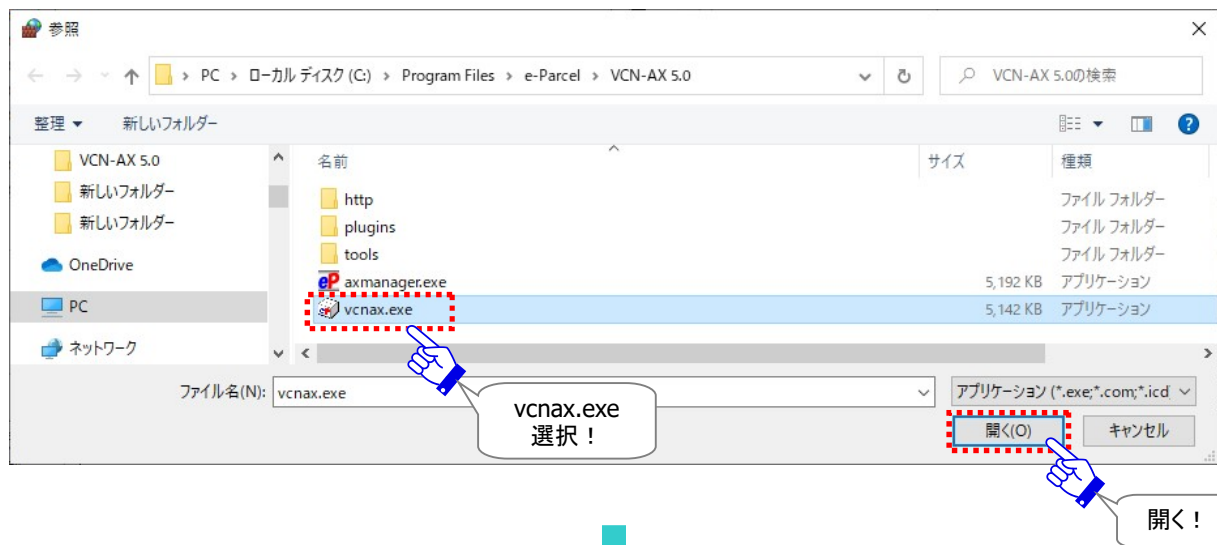 参照
PC › ローカル ディスク (C:) › Program Files › e-Parcel › VCN-AX 5.0
VCN-AX 5.0の検索
整理 新しいフォルダー
VCN-AX 5.0
新しいフォルダー
新しいフォルダー
OneDrive
PC
ネットワーク
名前 サイズ 種類
http ファイル フォルダー
plugins ファイル フォルダー
tools ファイル フォルダー
eP axmanager.exe 5,192 KB アプリケーション
vcnax.exe 5,142 KB アプリケーション
ファイル名(N): vcnax.exe
アプリケーション (*.exe;*.com;*.icd
開く(O) キャンセル
vcnax.exe
選択！
開く！